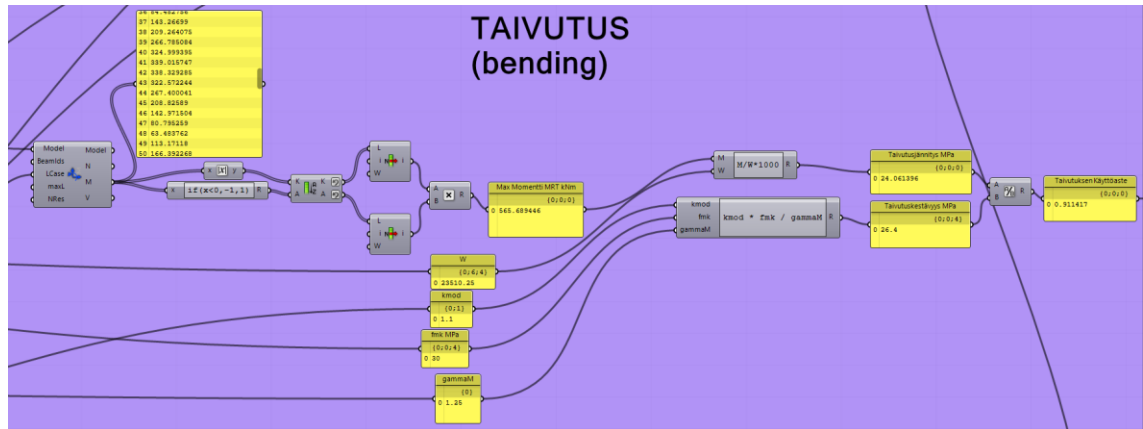 TAIVUTUS
(bending)
36 84.482786
37 143.26699
38 209.264075
39 266.785084
40 324.999395
41 339.015747
42 338.329285
43 322.572244
44 267.400041
45 208.82589
46 142.971504
47 80.795259
48 63.483762
49 113.17118
50 166.392268
Model Model
BeamIds N
LCase M
maxL V
NRes
x |x| y
x if(x<0,-1,1) R
K K
A A
L
i i
W
L
i i
W
A R
B
Max Momentti MRT kNm
{0;0;0}
0 565.689446
W
{0;6;4}
0 23510.25
kmod
{0;1}
0 1.1
fmk MPa
{0;0;4}
0 30
gammaM
{0}
0 1.25
M M/W*1000 R
W
kmod
fmk kmod * fmk / gammaM R
gammaM
Taivutusjännitys MPa
{0;0;0}
0 24.061396
Taivutuskestävyys MPa
{0;0;4}
0 26.4
A R
B
Taivutuksen Käyttöaste
{0;0;0}
0 0.911417